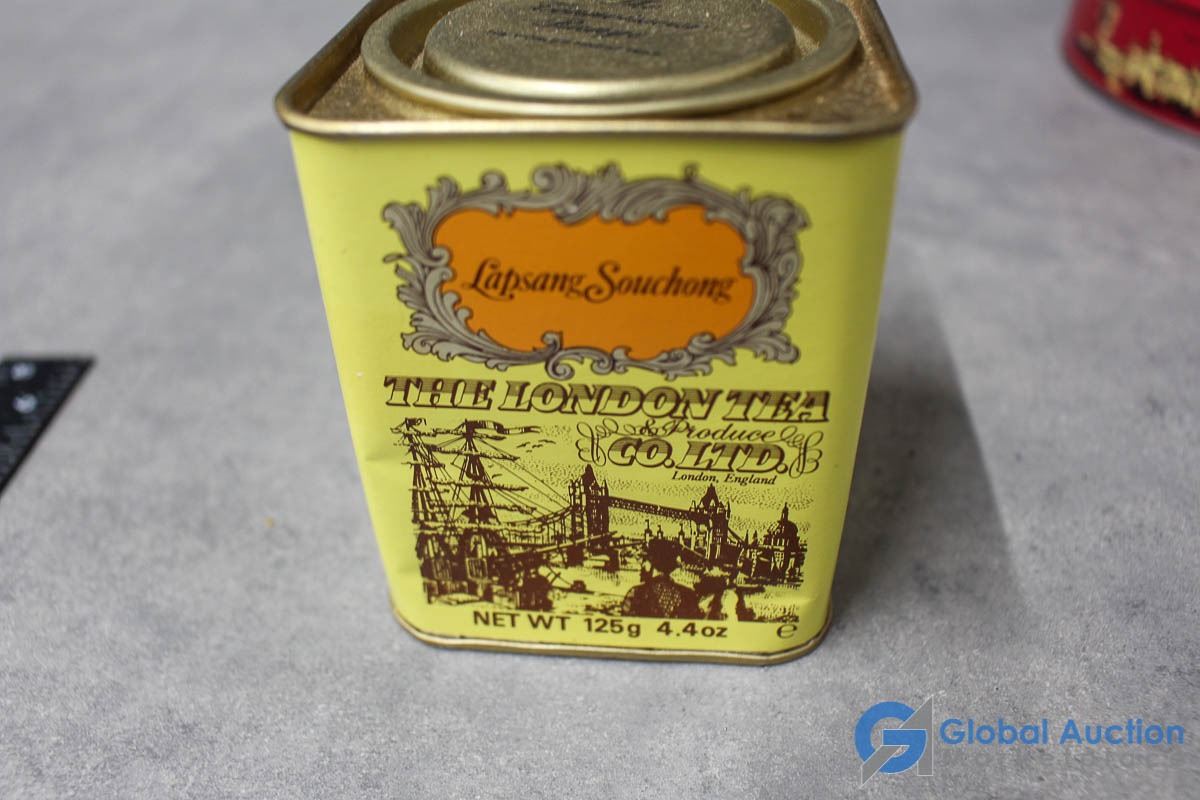 Lapsang Souchong
THE LONDON TEA
& Produce
CO. LTD.
London, England
NET WT 125g 4.4oz e
Global Auction